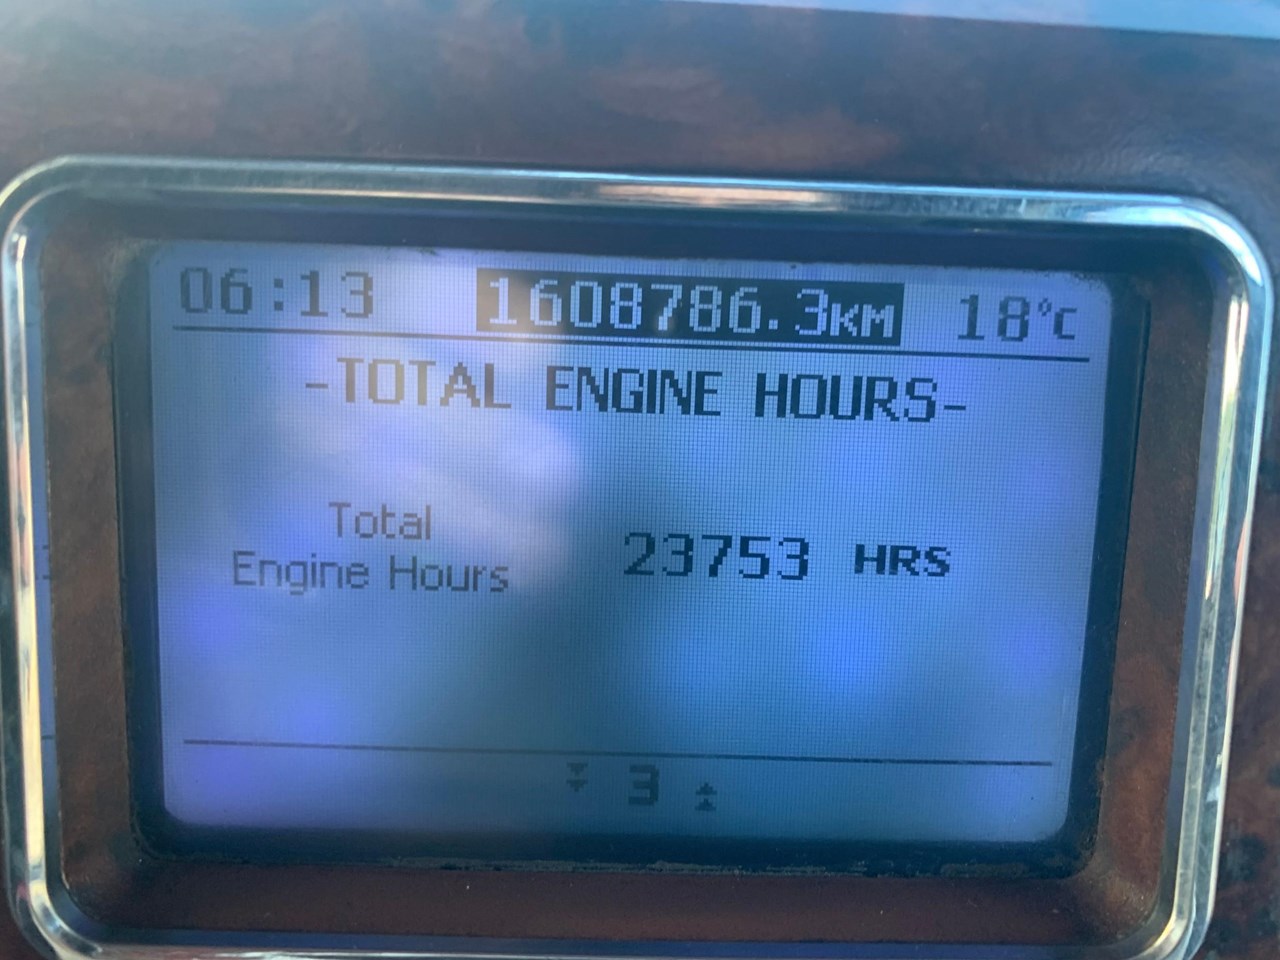 06:13 1608786.3KM 18°C
-TOTAL ENGINE HOURS-
Total
Engine Hours 23753 HRS
3